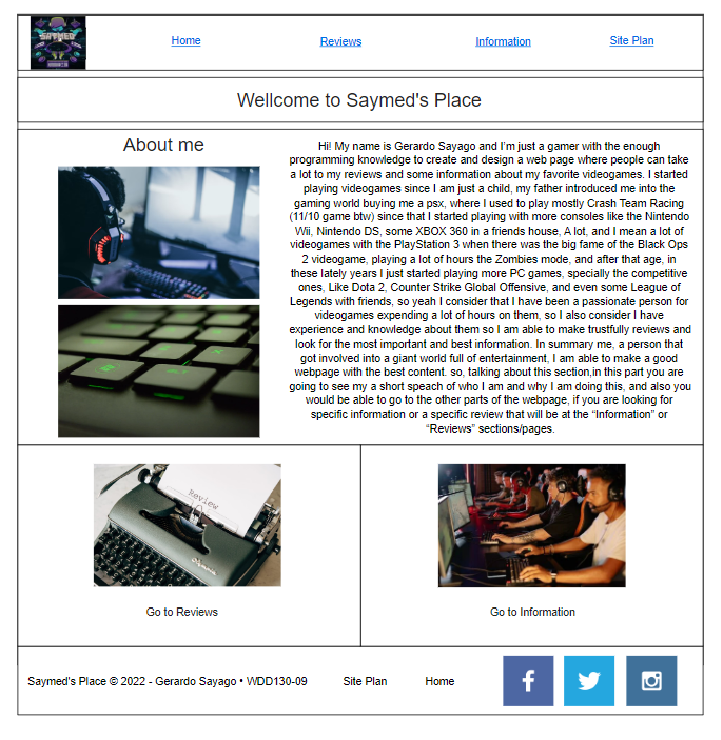 SAYMED
Home
Reviews
Information
Site Plan
Wellcome to Saymed's Place
About me
Hi! My name is Gerardo Sayago and I'm just a gamer with the enough
programming knowledge to create and design a web page where people can take
a lot to my reviews and some information about my favorite videogames. I started
playing videogames since I am just a child, my father introduced me into the
gaming world buying me a psx, where I used to play mostly Crash Team Racing
(11/10 game btw) since that I started playing with more consoles like the Nintendo
Wii, Nintendo DS, some XBOX 360 in a friends house, A lot, and I mean a lot of
videogames with the PlayStation 3 when there was the big fame of the Black Ops
2 videogame, playing a lot of hours the Zombies mode, and after that age, in
these lately years I just started playing more PC games, specially the competitive
ones, Like Dota 2, Counter Strike Global Offensive, and even some League of
Legends with friends, so yeah I consider that I have been a passionate person for
videogames expending a lot of hours on them, so I also consider I have
experience and knowledge about them so I am able to make trustfully reviews and
look for the most important and best information. In summary me, a person that
got involved into a giant world full of entertainment, I am able to make a good
webpage with the best content. so, talking about this section,in this part you are
going to see my a short speach of who I am and why I am doing this, and also you
would be able to go to the other parts of the webpage, if you are looking for
specific information or a specific review that will be at the “Information” or
“Reviews” sections/pages.
Review
Go to Reviews
Go to Information
Saymed's Place © 2022 - Gerardo Sayago • WDD130-09
Site Plan
Home